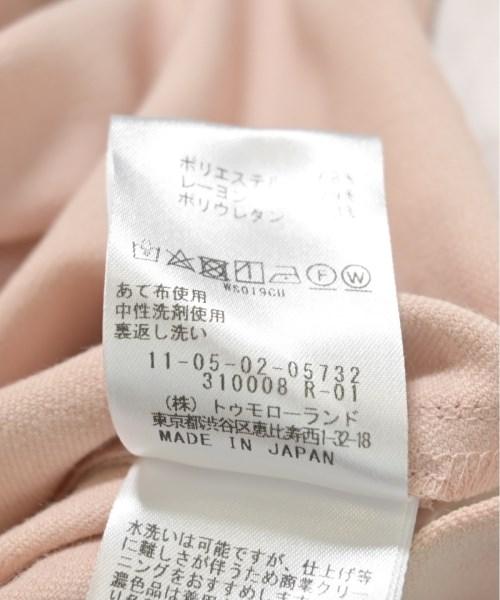 ポリエステル
レーヨン
ポリウレタン
F W
WS019GH
あて布使用
中性洗剤使用
裏返し洗い
11-05-02-05732
310008 R-01
(株) トゥモローランド
東京都渋谷区恵比寿西1-32-18
MADE IN JAPAN
水洗いは可能ですが、仕上げ等
に難しさが伴うため商業クリー
ニングをおすすめします
濃色品は着用